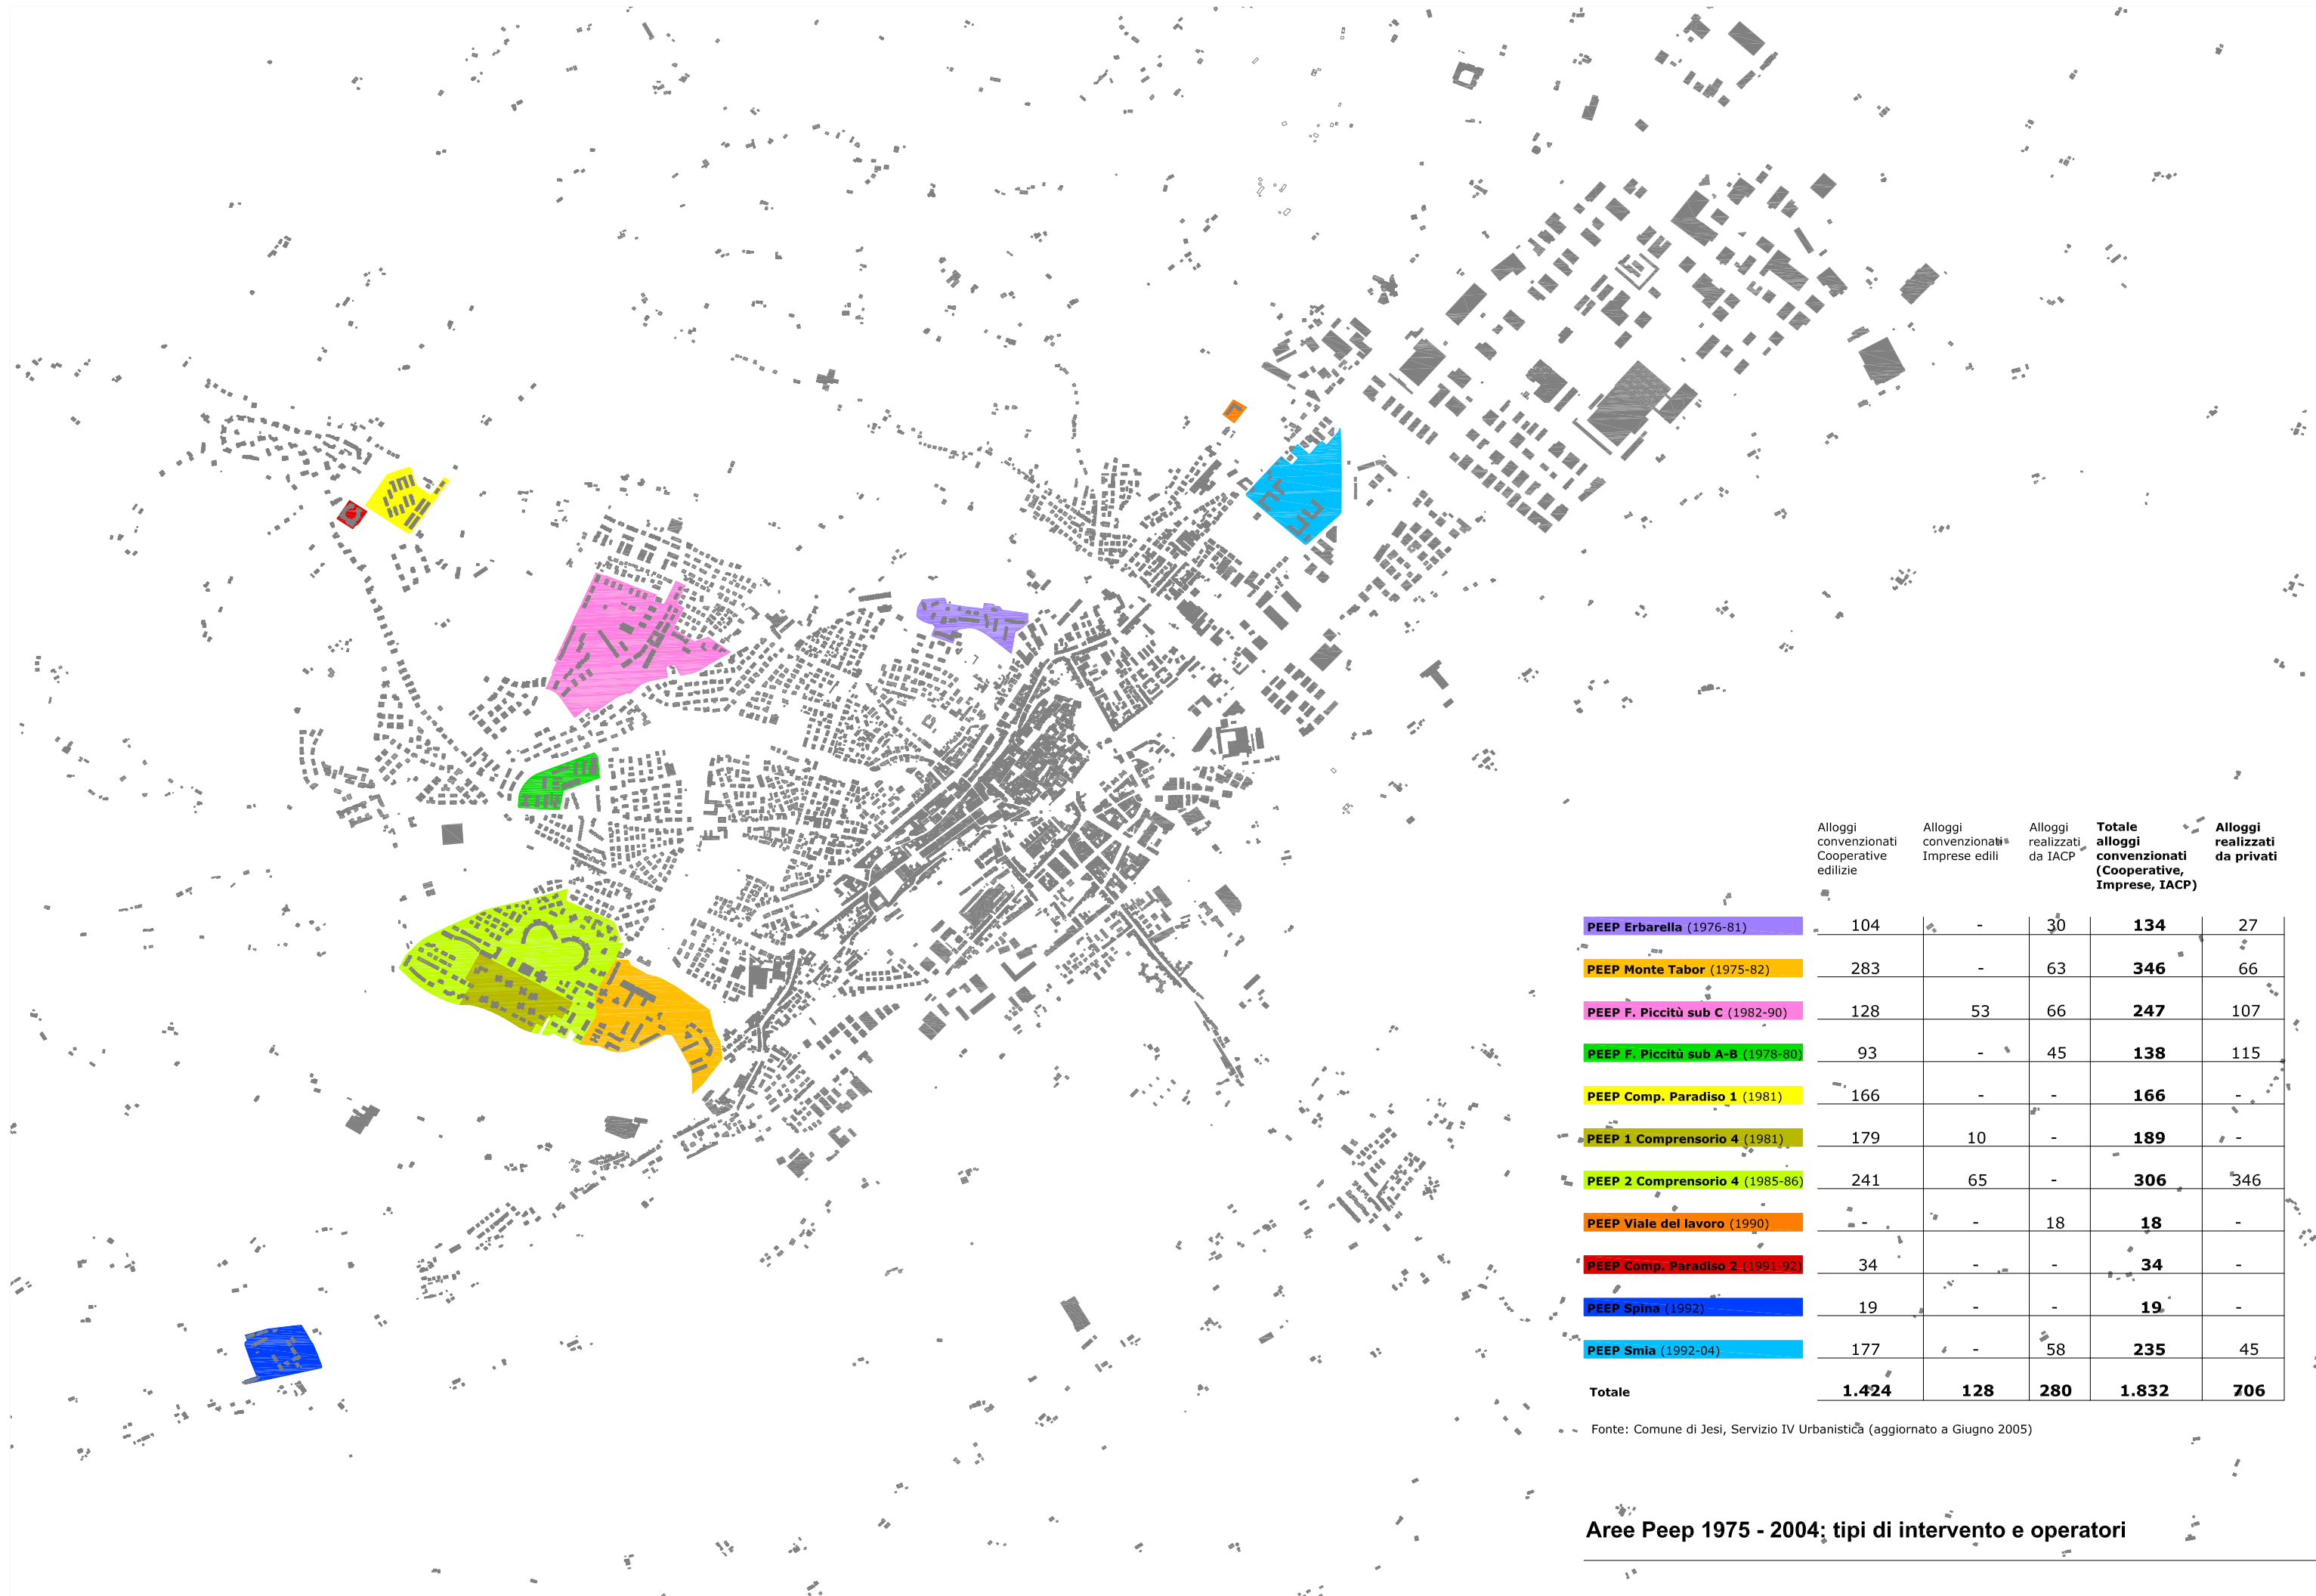 Alloggi
convenzionati
Cooperative
edilizie
Alloggi
convenzionati
Imprese edili
Alloggi
realizzati
da IACP
Totale
alloggi
convenzionati
(Cooperative,
Imprese, IACP)
Alloggi
realizzati
da privati
PEEP Erbarella (1976-81) 104 - 30 134 27
PEEP Monte Tabor (1975-82) 283 - 63 346 66
PEEP F. Piccitù sub C (1982-90) 128 53 66 247 107
PEEP F. Piccitù sub A-B (1978-80) 93 - 45 138 115
PEEP Comp. Paradiso 1 (1981) 166 - - 166 -
PEEP 1 Comprensorio 4 (1981) 179 10 - 189 -
PEEP 2 Comprensorio 4 (1985-86) 241 65 - 306 346
PEEP Viale del lavoro (1990) - - 18 18 -
PEEP Comp. Paradiso 2 (1991-92) 34 - - 34 -
PEEP Spina (1992) 19 - - 19 -
PEEP Smia (1992-04) 177 - 58 235 45
Totale 1.424 128 280 1.832 706
Fonte: Comune di Jesi, Servizio IV Urbanistica (aggiornato a Giugno 2005)
Aree Peep 1975 - 2004: tipi di intervento e operatori